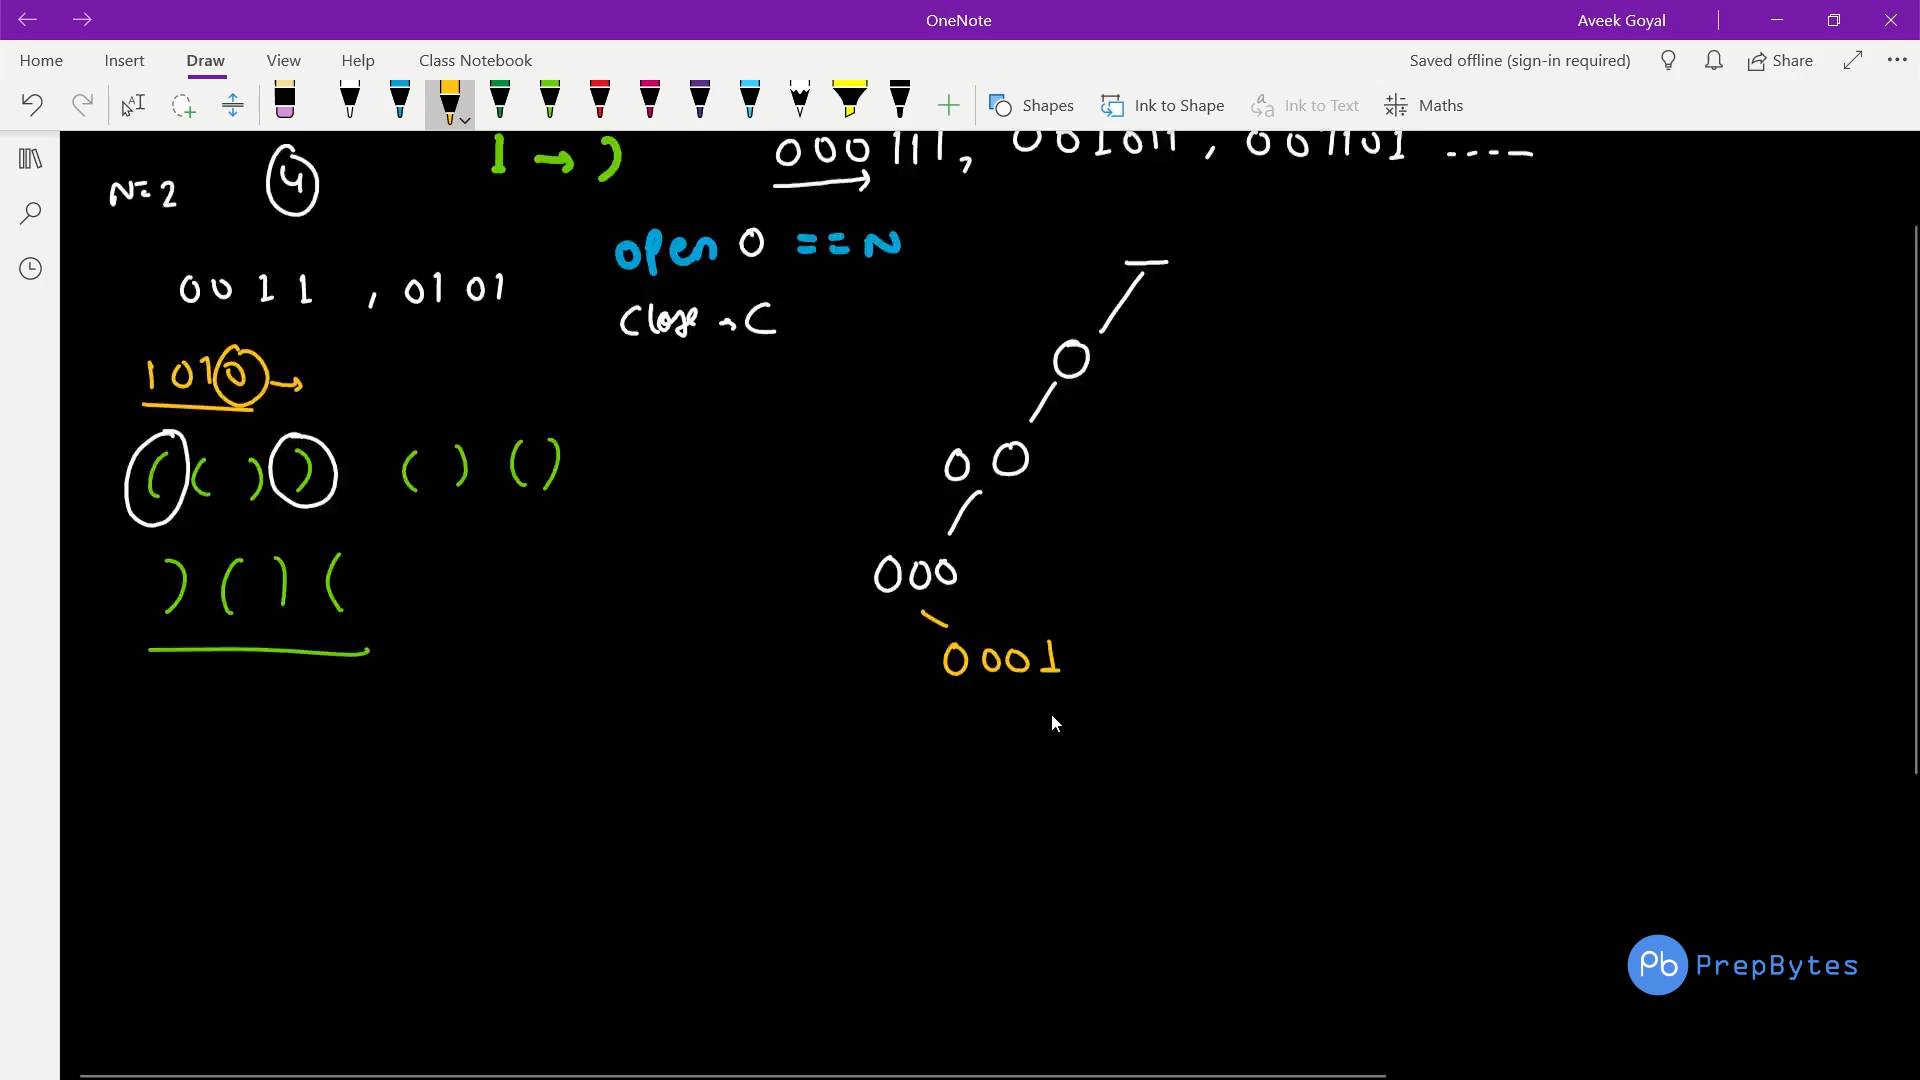 OneNote
Aveek Goyal
Home Insert Draw View Help Class Notebook
Saved offline (sign-in required) Share
Shapes Ink to Shape Ink to Text Maths
1 → )
000111, 001011, 001101 ----
N=2 4
open 0 == N
0011, 0101
close → C
1010 →
0
00
(()) ()()
000
)()(
0001
Pb PrepBytes